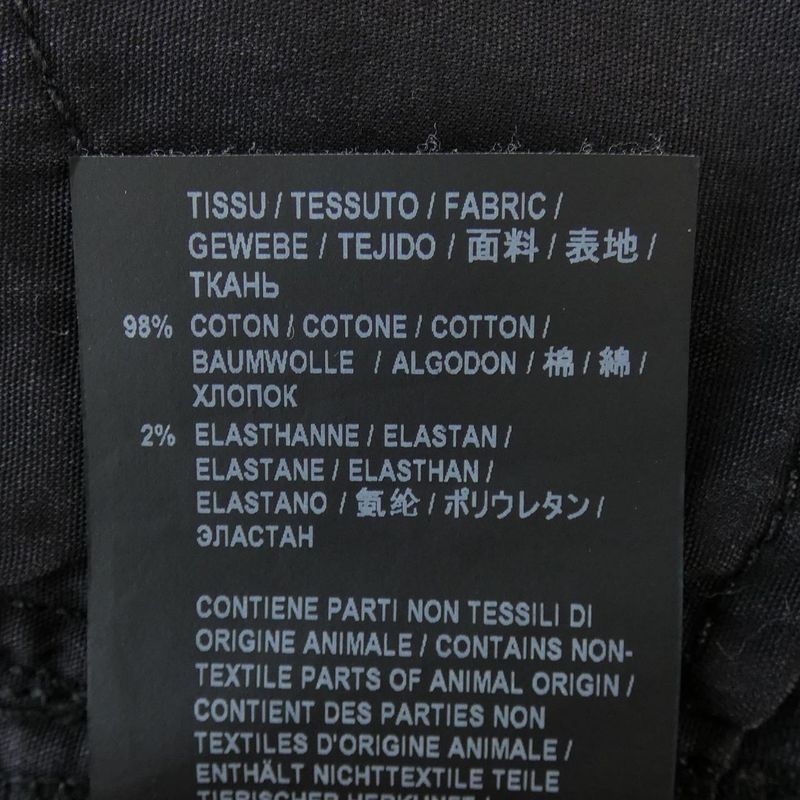 TISSU / TESSUTO / FABRIC /
GEWEBE / TEJIDO / 面料 / 表地 /
ТКАНЬ
98% COTON / COTONE / COTTON /
BAUMWOLLE / ALGODON / 棉 / 綿 /
ХЛОПОК
2% ELASTHANNE / ELASTAN /
ELASTANE / ELASTHAN /
ELASTANO / 氨纶 / ポリウレタン /
ЭЛАСТАН
CONTIENE PARTI NON TESSILI DI
ORIGINE ANIMALE / CONTAINS NON-
TEXTILE PARTS OF ANIMAL ORIGIN /
CONTIENT DES PARTIES NON
TEXTILES D'ORIGINE ANIMALE /
ENTHÄLT NICHTTEXTILE TEILE
TIERISCHER HERKUNFT /